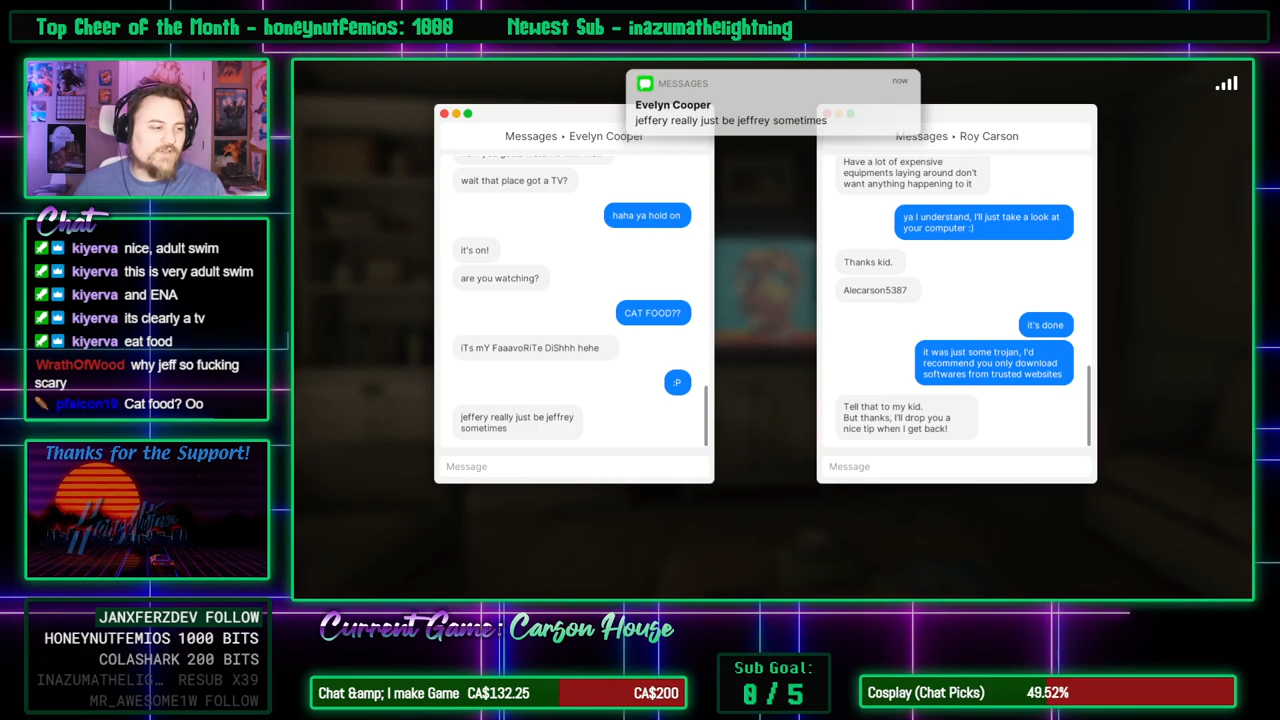 Top Cheer of the Month - honeynutfemios: 1000
Newest Sub - inazumathelightning
Chat
kiyerva nice, adult swim
kiyerva this is very adult swim
kiyerva and ENA
kiyerva its clearly a tv
kiyerva eat food
WrathOfWood why jeff so fucking
scary
pfalcon19 Cat food? Oo
Thanks for the Support!
JANXFERZDEV FOLLOW
HONEYNUTFEMIOS 1000 BITS
COLASHARK 200 BITS
INAZUMATHELIG... RESUB X39
MR_AWESOME1W FOLLOW
MESSAGES
now
Evelyn Cooper
jeffery really just be jeffrey sometimes
Messages • Evelyn Cooper
wait that place got a TV?
haha ya hold on
it's on!
are you watching?
CAT FOOD??
iTs mY FaaavoRiTe DiShhh hehe
:P
jeffery really just be jeffrey
sometimes
Message
Messages • Roy Carson
Have a lot of expensive
equipments laying around don't
want anything happening to it
ya I understand, I'll just take a look at
your computer :)
Thanks kid.
Alecarson5387
it's done
it was just some trojan, I'd
recommend you only download
softwares from trusted websites
Tell that to my kid.
But thanks, I'll drop you a
nice tip when I get back!
Message
Current Game: Carson House
Chat &amp; I make Game CA$132.25
CA$200
Sub Goal:
0 / 5
Cosplay (Chat Picks) 49.52%